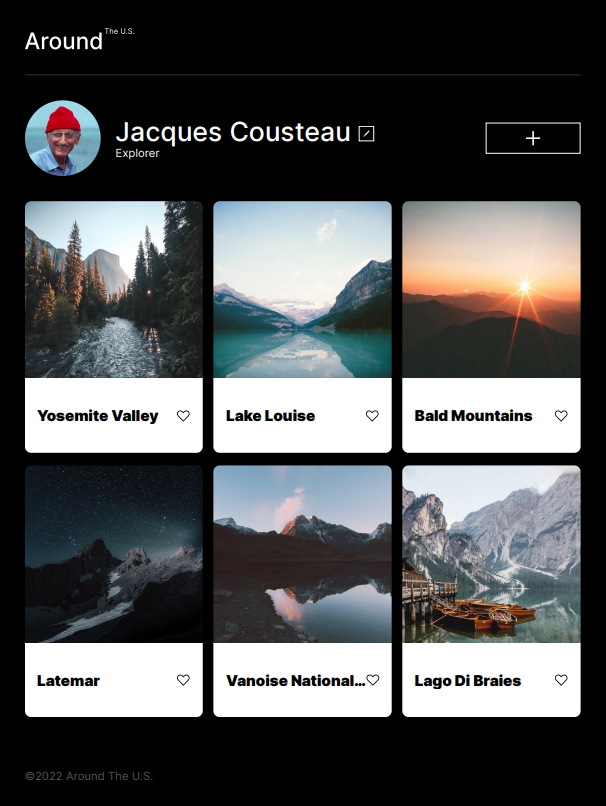 Around The U.S.
Jacques Cousteau
Explorer
Yosemite Valley
Lake Louise
Bald Mountains
Latemar
Vanoise National...
Lago Di Braies
©2022 Around The U.S.